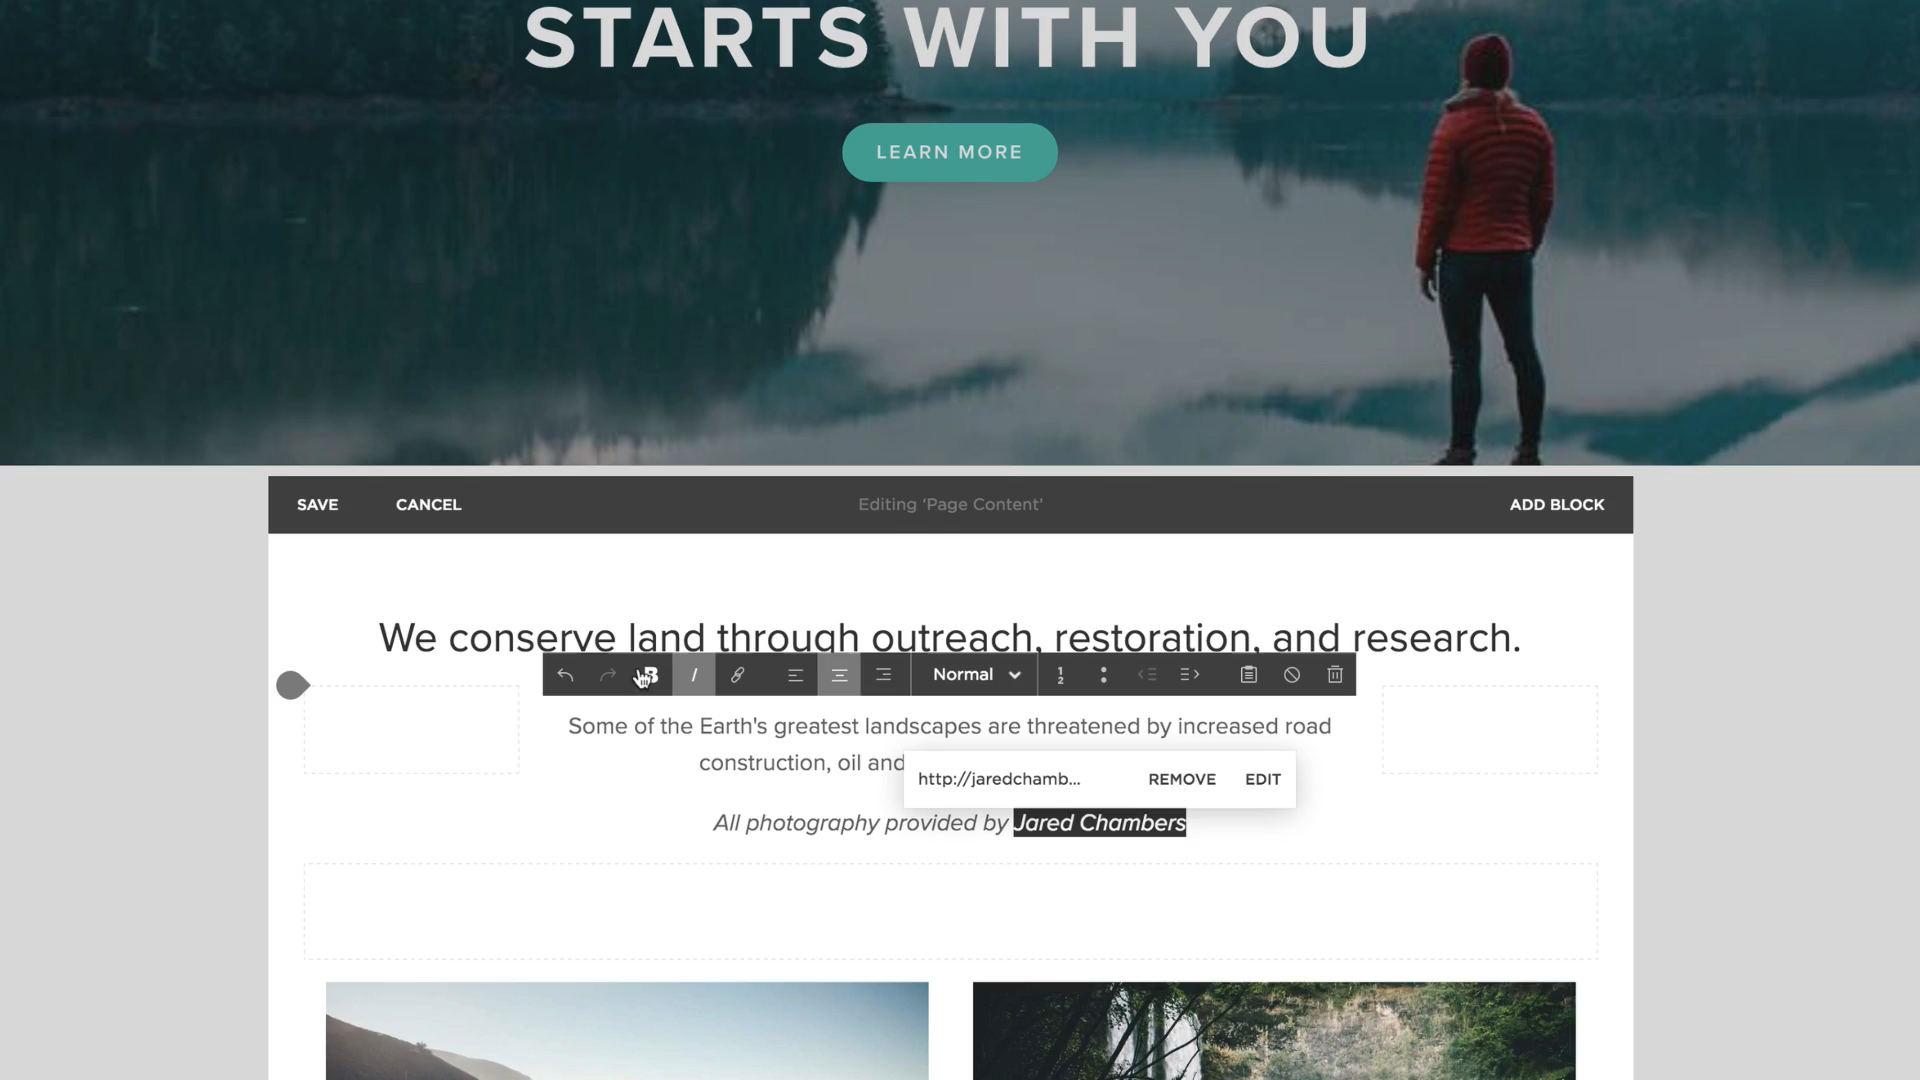 STARTS WITH YOU
LEARN MORE
SAVE CANCEL Editing ‘Page Content’ ADD BLOCK
We conserve land through outreach, restoration, and research.
B I Normal
Some of the Earth's greatest landscapes are threatened by increased road
construction, oil and
http://jaredchamb... REMOVE EDIT
All photography provided by Jared Chambers